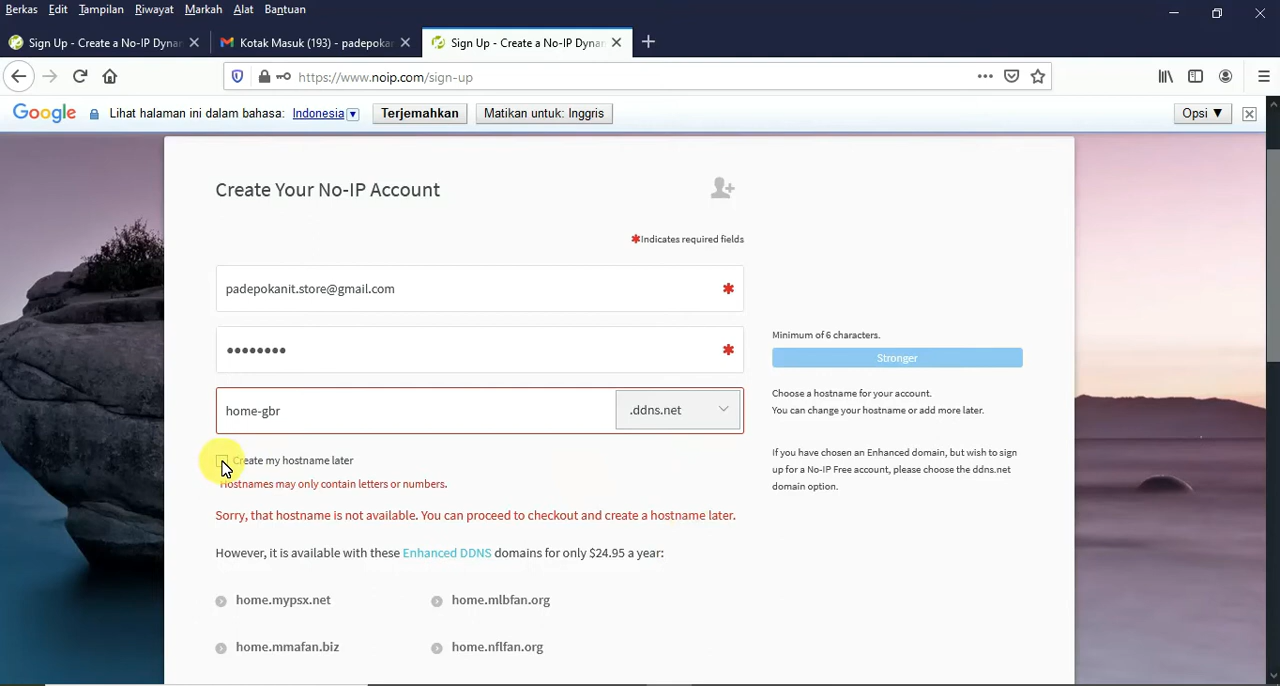 Berkas Edit Tampilan Riwayat Markah Alat Bantuan
Sign Up - Create a No-IP Dynan
Kotak Masuk (193) - padepokan
Sign Up - Create a No-IP Dynan
https://www.noip.com/sign-up
Google Lihat halaman ini dalam bahasa: Indonesia Terjemahkan Matikan untuk: Inggris Opsi ▼
Create Your No-IP Account
✱Indicates required fields
padepokanit.store@gmail.com ✱
●●●●●●●● ✱
Minimum of 6 characters.
Stronger
home-gbr .ddns.net
Choose a hostname for your account.
You can change your hostname or add more later.
Create my hostname later
Hostnames may only contain letters or numbers.
If you have chosen an Enhanced domain, but wish to sign
up for a No-IP Free account, please choose the ddns.net
domain option.
Sorry, that hostname is not available. You can proceed to checkout and create a hostname later.
However, it is available with these Enhanced DDNS domains for only $24.95 a year:
home.mypsx.net home.mlbfan.org
home.mmafan.biz home.nflfan.org